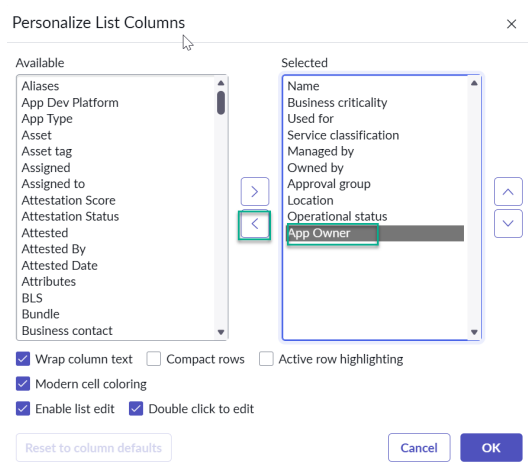 Personalize List Columns
Available
Aliases
App Dev Platform
App Type
Asset
Asset tag
Assigned
Assigned to
Attestation Score
Attestation Status
Attested
Attested By
Attested Date
Attributes
BLS
Bundle
Business contact
Selected
Name
Business criticality
Used for
Service classification
Managed by
Owned by
Approval group
Location
Operational status
App Owner
Wrap column text Compact rows Active row highlighting
Modern cell coloring
Enable list edit Double click to edit
Reset to column defaults Cancel OK